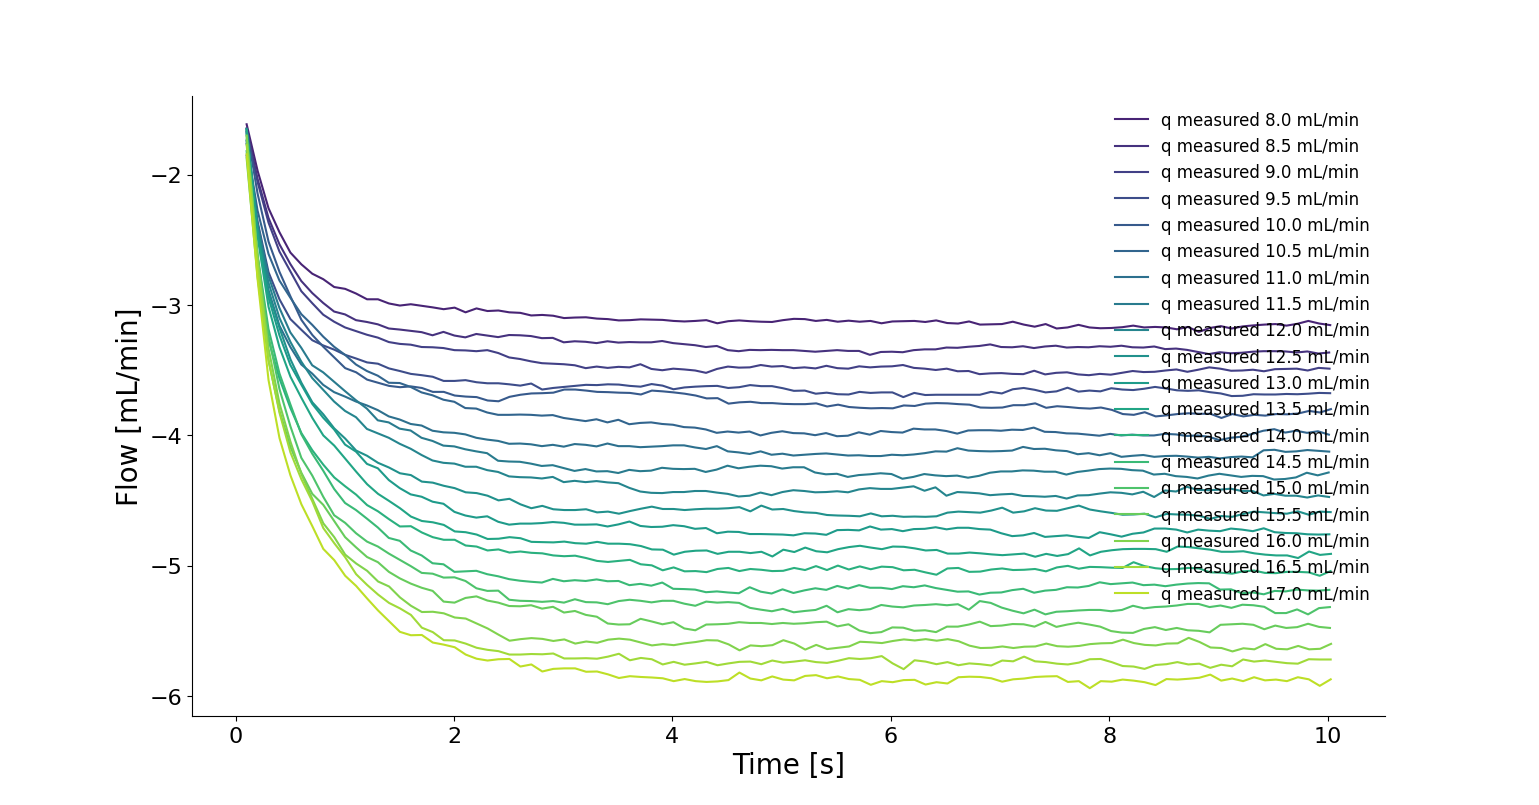 q measured 8.0 mL/min
q measured 8.5 mL/min
q measured 9.0 mL/min
q measured 9.5 mL/min
q measured 10.0 mL/min
q measured 10.5 mL/min
q measured 11.0 mL/min
q measured 11.5 mL/min
q measured 12.0 mL/min
q measured 12.5 mL/min
q measured 13.0 mL/min
q measured 13.5 mL/min
q measured 14.0 mL/min
q measured 14.5 mL/min
q measured 15.0 mL/min
q measured 15.5 mL/min
q measured 16.0 mL/min
q measured 16.5 mL/min
q measured 17.0 mL/min
−2
−3
−4
−5
−6
Flow [mL/min]
0 2 4 6 8 10
Time [s]